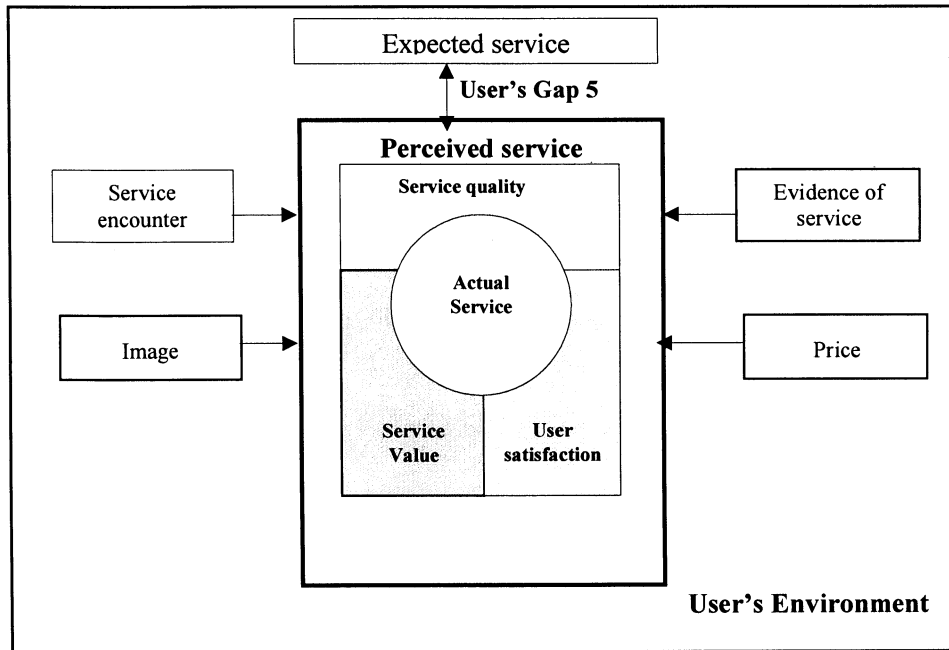 Expected service
User's Gap 5
Perceived service
Service quality
Service
encounter
Evidence of
service
Actual
Service
Image
Price
Service
Value
User
satisfaction
User's Environment